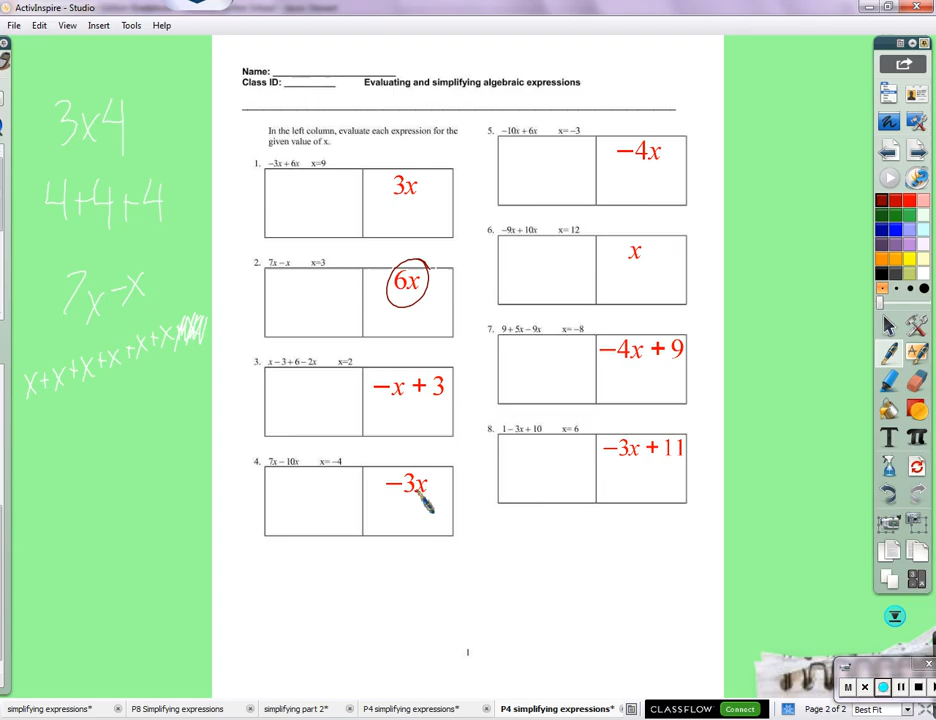 ActivInspire - Studio
File Edit View Insert Tools Help
3x4
4+4+4
7x-x
x+x+x+x+x+x
Name: ____________________
Class ID: __________ Evaluating and simplifying algebraic expressions
In the left column, evaluate each expression for the
given value of x.
1. −3x + 6x x=9
3x
2. 7x − x x=3
6x
3. x − 3 + 6 − 2x x=2
−x + 3
4. 7x − 10x x= −4
−3x
5. −10x + 6x x= −3
−4x
6. −9x + 10x x= 12
x
7. 9 + 5x − 9x x= −8
−4x + 9
8. 1 − 3x + 10 x= 6
−3x + 11
1
simplifying expressions* P8 Simplifying expressions simplifying part 2* P4 simplifying expressions* P4 simplifying expressions* CLASSFLOW Connect Page 2 of 2 Best Fit